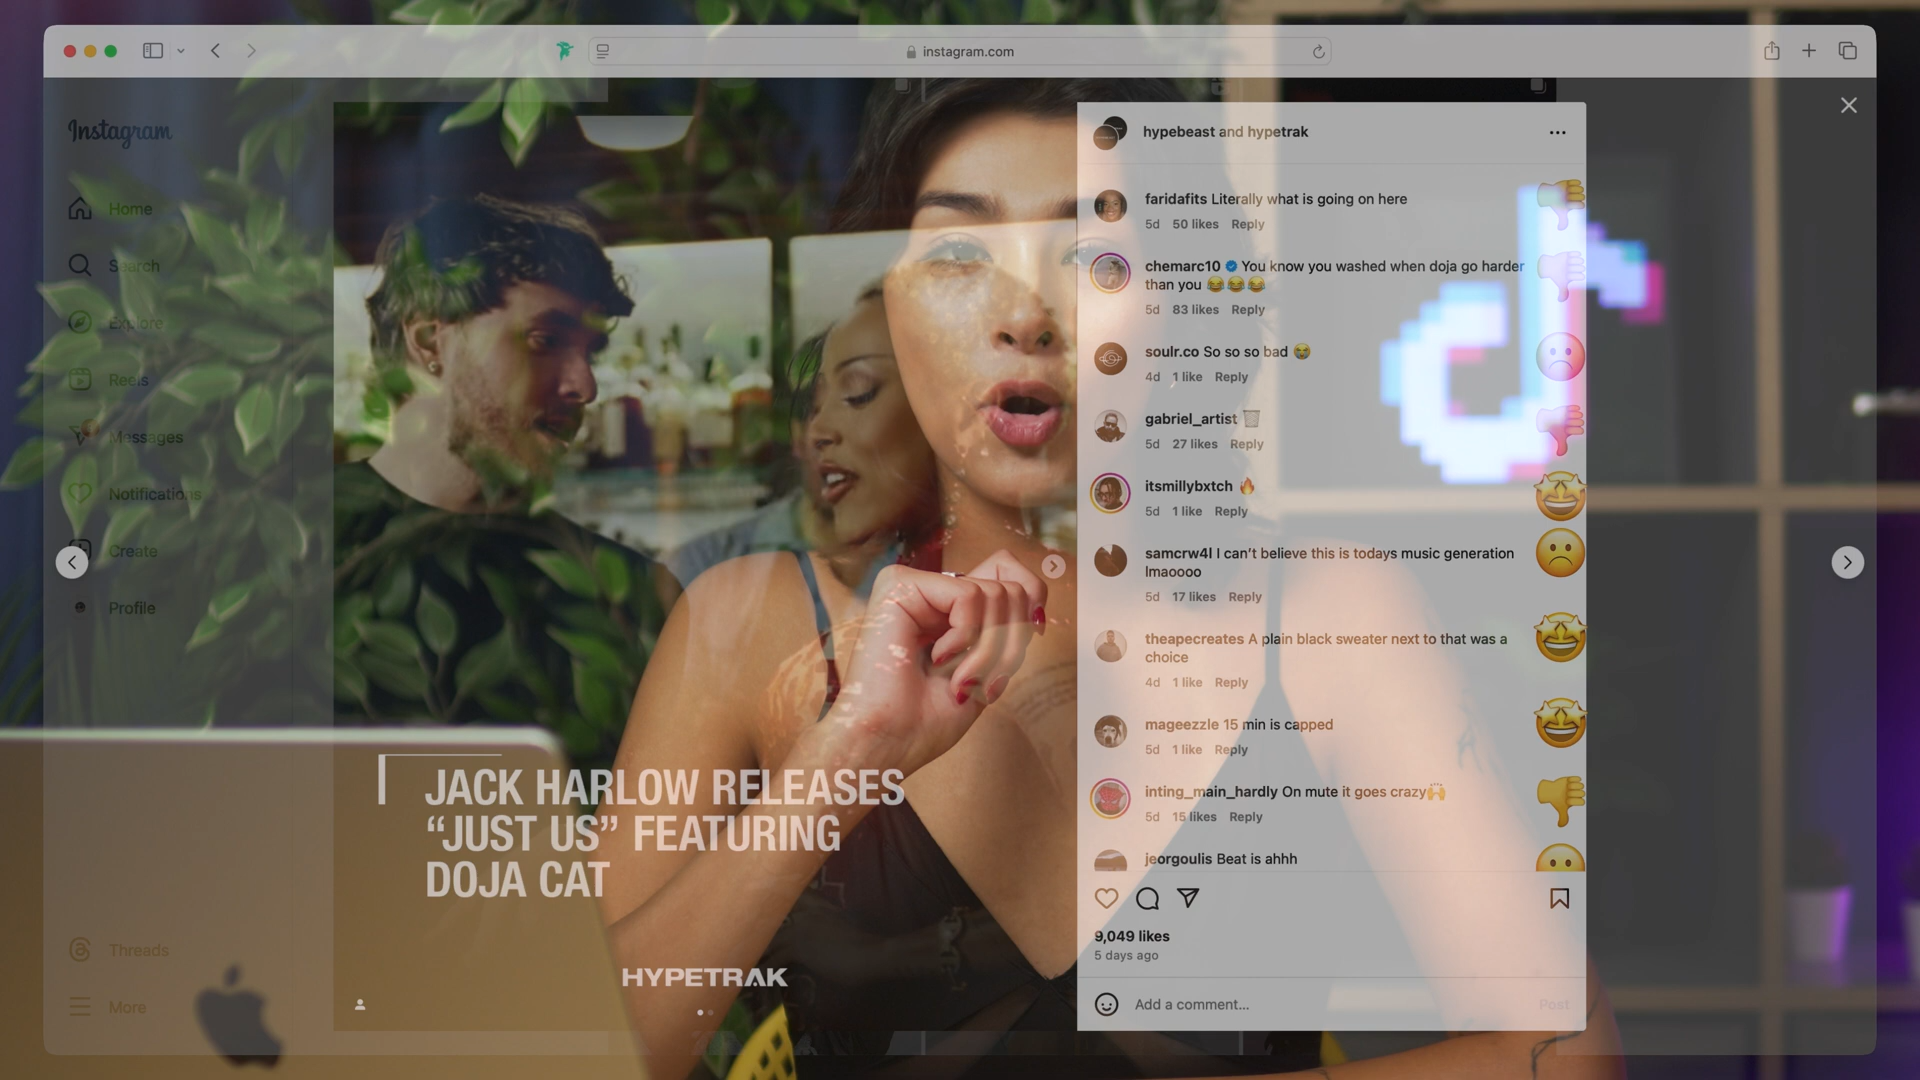 instagram.com
Instagram
Home
Search
Explore
Reels
Messages
Notifications
Create
Profile
Threads
More
JACK HARLOW RELEASES
“JUST US” FEATURING
DOJA CAT
HYPETRAK
hypebeast and hypetrak
faridafits Literally what is going on here
5d 50 likes Reply
chemarc10 You know you washed when doja go harder
than you 😂😂😂
5d 83 likes Reply
soulr.co So so so bad 😭
4d 1 like Reply
gabriel_artist 🗑️
5d 27 likes Reply
itsmillybxtch 🔥
5d 1 like Reply
samcrw4l I can’t believe this is todays music generation
lmaoooo
5d 17 likes Reply
theapecreates A plain black sweater next to that was a
choice
4d 1 like Reply
mageezzle 15 min is capped
5d 1 like Reply
inting_main_hardly On mute it goes crazy🙌
5d 15 likes Reply
jeorgoulis Beat is ahhh
9,049 likes
5 days ago
Add a comment...
Post